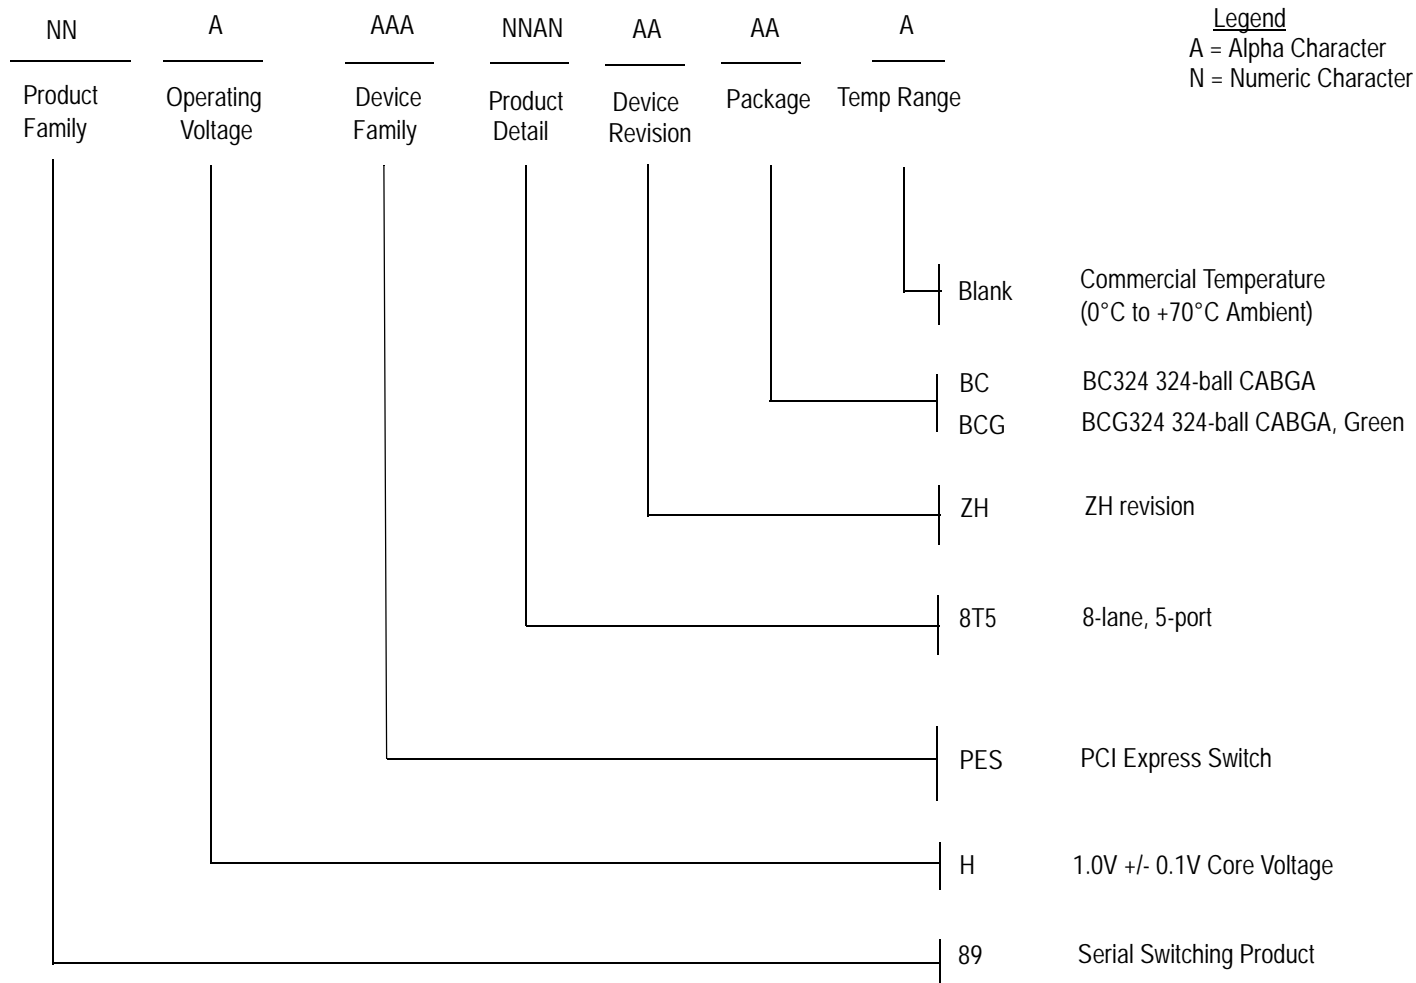 NN A AAA NNAN AA AA A
Legend
A = Alpha Character
N = Numeric Character
Product Family
Operating Voltage
Device Family
Product Detail
Device Revision
Package
Temp Range
Blank Commercial Temperature
(0°C to +70°C Ambient)
BC BC324 324-ball CABGA
BCG BCG324 324-ball CABGA, Green
ZH ZH revision
8T5 8-lane, 5-port
PES PCI Express Switch
H 1.0V +/- 0.1V Core Voltage
89 Serial Switching Product